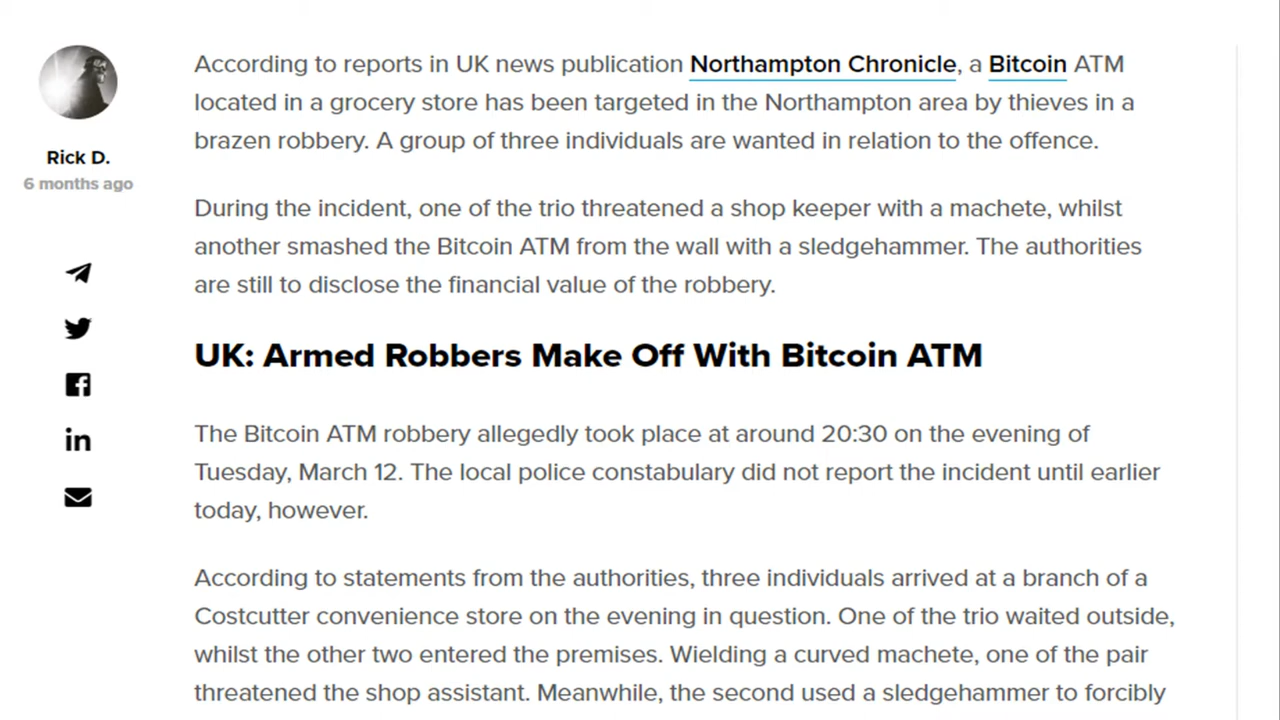 According to reports in UK news publication Northampton Chronicle, a Bitcoin ATM
located in a grocery store has been targeted in the Northampton area by thieves in a
brazen robbery. A group of three individuals are wanted in relation to the offence.
Rick D.
6 months ago
During the incident, one of the trio threatened a shop keeper with a machete, whilst
another smashed the Bitcoin ATM from the wall with a sledgehammer. The authorities
are still to disclose the financial value of the robbery.
UK: Armed Robbers Make Off With Bitcoin ATM
The Bitcoin ATM robbery allegedly took place at around 20:30 on the evening of
Tuesday, March 12. The local police constabulary did not report the incident until earlier
today, however.
According to statements from the authorities, three individuals arrived at a branch of a
Costcutter convenience store on the evening in question. One of the trio waited outside,
whilst the other two entered the premises. Wielding a curved machete, one of the pair
threatened the shop assistant. Meanwhile, the second used a sledgehammer to forcibly